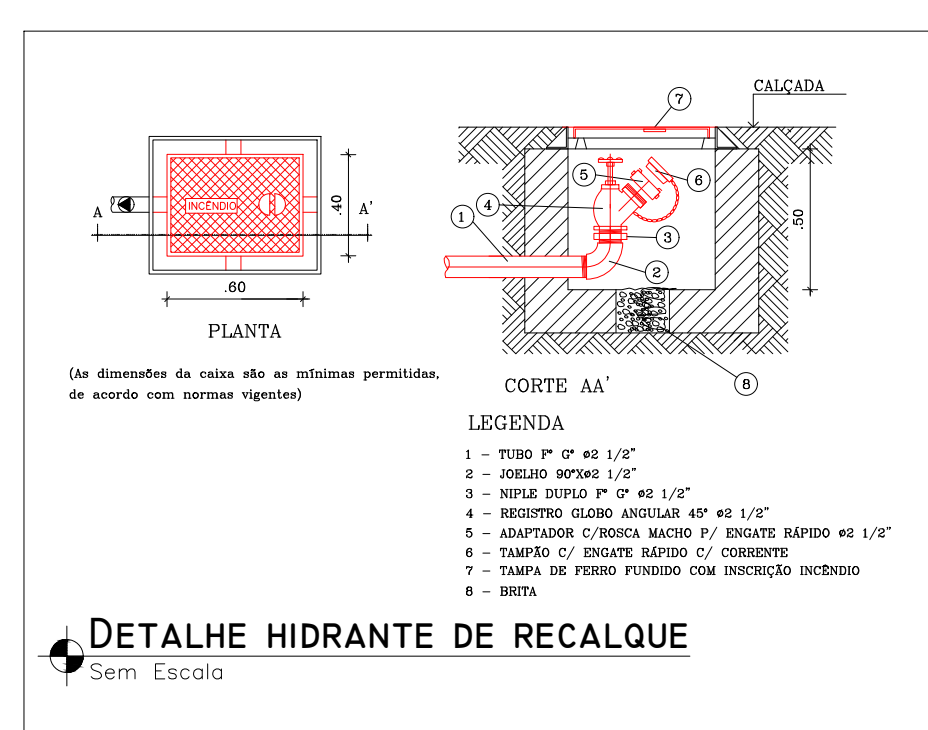 CALÇADA
7
INCÊNDIO
A
A'
.40
.60
5
6
4
1
3
2
.50
8
PLANTA
(As dimensões da caixa são as mínimas permitidas,
de acordo com normas vigentes)
CORTE AA'
LEGENDA
1 – TUBO Fº Gº ø2 1/2"
2 – JOELHO 90°Xø2 1/2"
3 – NIPLE DUPLO Fº Gº ø2 1/2"
4 – REGISTRO GLOBO ANGULAR 45° ø2 1/2"
5 – ADAPTADOR C/ROSCA MACHO P/ ENGATE RÁPIDO ø2 1/2"
6 – TAMPÃO C/ ENGATE RÁPIDO C/ CORRENTE
7 – TAMPA DE FERRO FUNDIDO COM INSCRIÇÃO INCÊNDIO
8 – BRITA
DETALHE HIDRANTE DE RECALQUE
Sem Escala